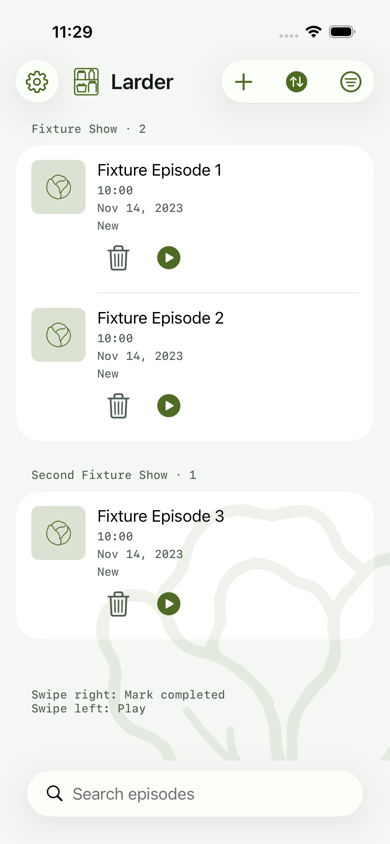 11:29
Larder
Fixture Show · 2
Fixture Episode 1
10:00
Nov 14, 2023
New
Fixture Episode 2
10:00
Nov 14, 2023
New
Second Fixture Show · 1
Fixture Episode 3
10:00
Nov 14, 2023
New
Swipe right: Mark completed
Swipe left: Play
Search episodes